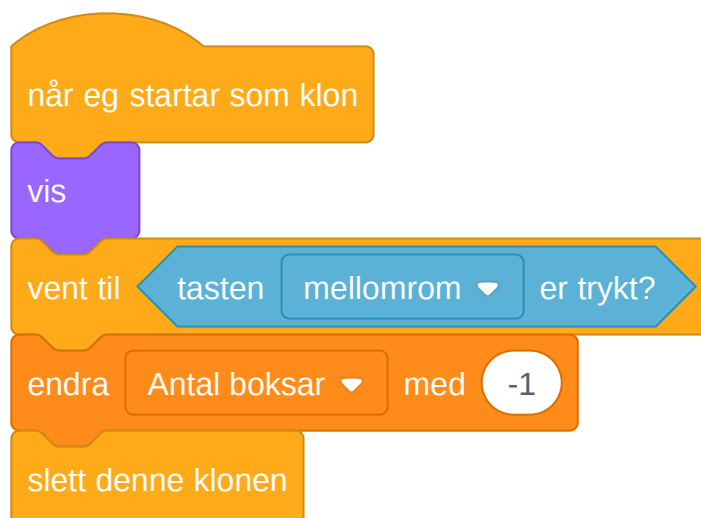 når eg startar som klon
vis
vent til tasten mellomrom er trykt?
endra Antal boksar med -1
slett denne klonen